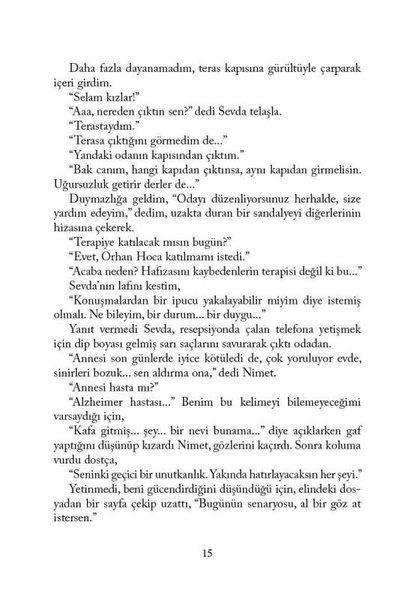 Daha fazla dayanamadım, teras kapısına gürültüyle çarparak
içeri girdim.
“Selam kızlar!”
“Aaa, nereden çıktın sen?” dedi Sevda telaşla.
“Terastaydım.”
“Terasa çıktığını görmedim de...”
“Yandaki odanın kapısından çıktım.”
“Bak canım, hangi kapıdan çıktınsa, aynı kapıdan girmelisin.
Uğursuzluk getirir derler de...”
Duymazlığa geldim, “Odayı düzenliyorsunuz herhalde, size
yardım edeyim,” dedim, uzakta duran bir sandalyeyi diğerlerinin
hizasına çekerek.
“Terapiye katılacak mısın bugün?”
“Evet, Orhan Hoca katılmamı istedi.”
“Acaba neden? Hafızasını kaybedenlerin terapisi değil ki bu...”
Sevda’nın lafını kestim,
“Konuşmalardan bir ipucu yakalayabilir miyim diye istemiş
olmalı. Ne bileyim, bir durum... bir duygu...”
Yanıt vermedi Sevda, resepsiyonda çalan telefona yetişmek
için dip boyası gelmiş sarı saçlarını savurarak çıktı odadan.
“Annesi son günlerde iyice kötüledi de, çok yoruluyor evde,
sinirleri bozuk... sen aldırma ona,” dedi Nimet.
“Annesi hasta mı?”
“Alzheimer hastası...” Benim bu kelimeyi bilemeyeceğimi
varsaydığı için,
“Kafa gitmiş... şey... bir nevi bunama...” diye açıklarken gaf
yaptığını düşünüp kızardı Nimet, gözlerini kaçırdı. Sonra koluma
vurdu dostça,
“Seninki geçici bir unutkanlık. Yakında hatırlayacaksın her şeyi.”
Yetinmedi, beni gücendirdiğini düşündüğü için, elindeki dos-
yadan bir sayfa çekip uzattı, “Bugünün senaryosu, al bir göz at
istersen.”
15